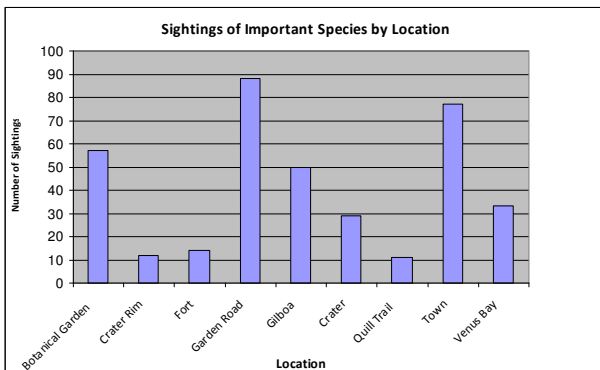 Sightings of Important Species by Location
Number of Sightings
100
90
80
70
60
50
40
30
20
10
0
Botanical Garden
Crater Rim
Fort
Garden Road
Gilboa
Crater
Quill Trail
Town
Venus Bay
Location